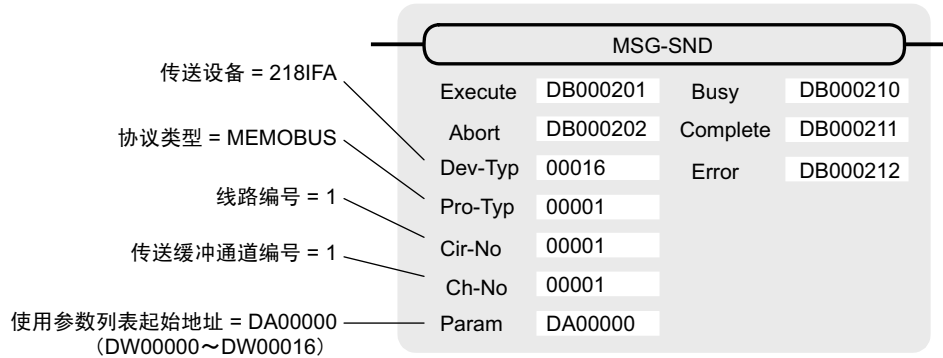 MSG-SND
传送设备 = 218IFA
Execute DB000201 Busy DB000210
协议类型 = MEMOBUS
Abort DB000202 Complete DB000211
Dev-Typ 00016 Error DB000212
线路编号 = 1
Pro-Typ 00001
传送缓冲通道编号 = 1
Cir-No 00001
Ch-No 00001
使用参数列表起始地址 = DA00000
Param DA00000
（DW00000～DW00016）